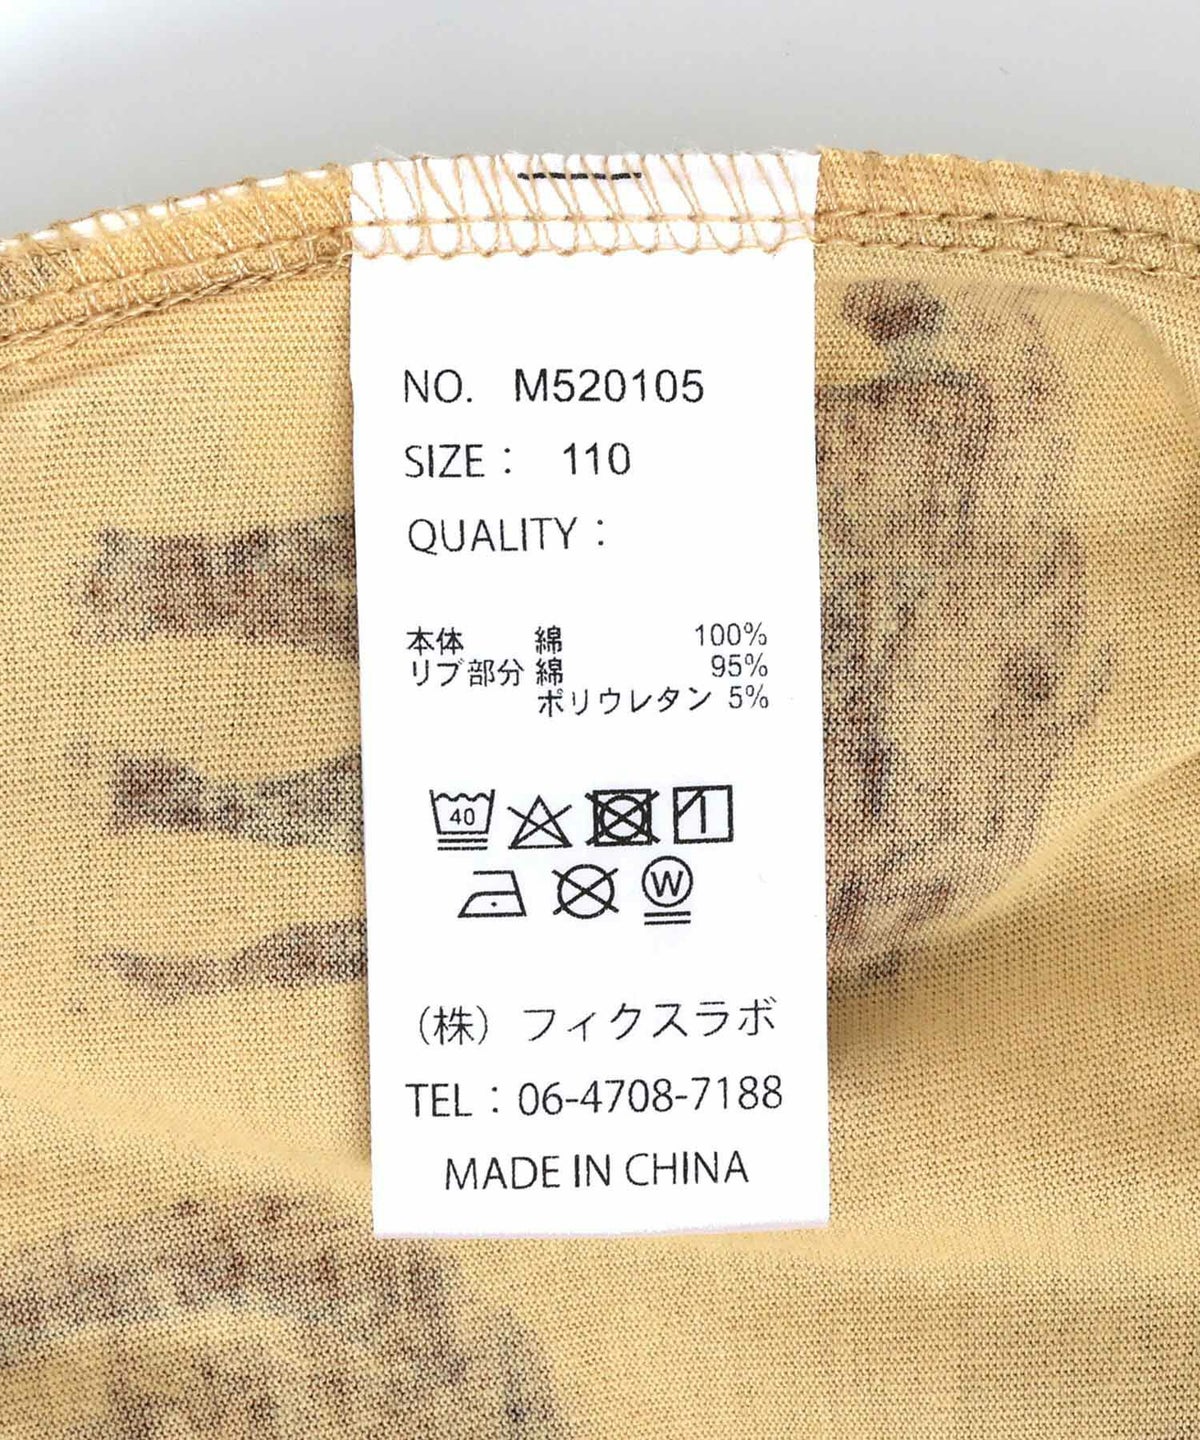 NO. M520105
SIZE： 110
QUALITY：
本体 綿 100%
リブ部分 綿 95%
ポリウレタン 5%
40
W
（株）フィクスラボ
TEL：06-4708-7188
MADE IN CHINA